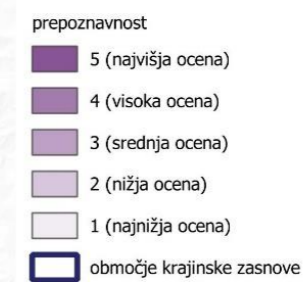 prepoznavnost
5 (najvišja ocena)
4 (visoka ocena)
3 (srednja ocena)
2 (nižja ocena)
1 (najnižja ocena)
območje krajinske zasnove